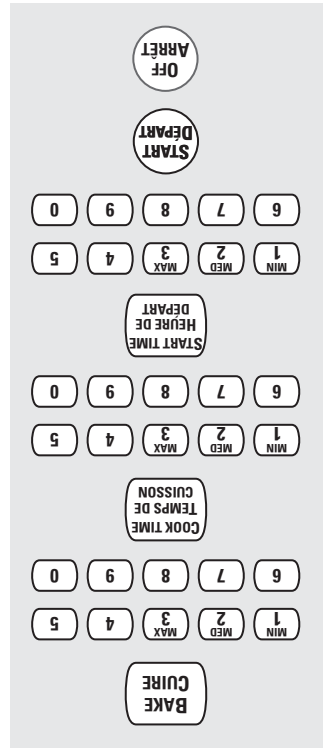 BAKE
CUIRE
MIN MED MAX
1 2 3 4 5
6 7 8 9 0
COOK TIME
TEMPS DE
CUISSON
MIN MED MAX
1 2 3 4 5
6 7 8 9 0
START TIME
HEURE DE
DÉPART
MIN MED MAX
1 2 3 4 5
6 7 8 9 0
START
DÉPART
OFF
ARRÊT